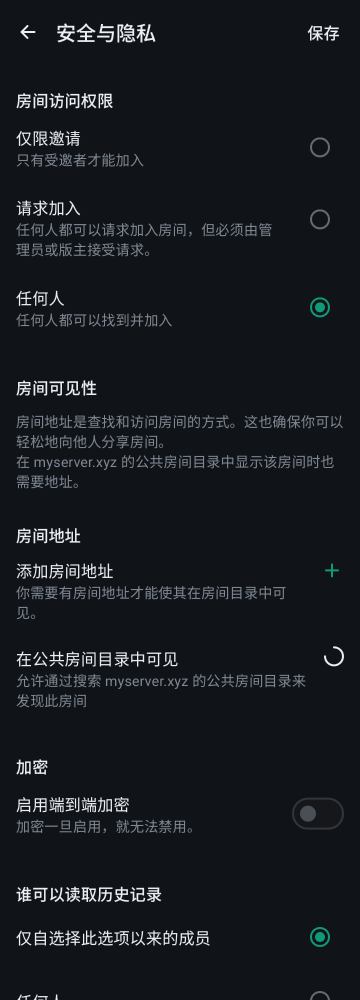 安全与隐私
保存
房间访问权限
仅限邀请
只有受邀者才能加入
请求加入
任何人都可以请求加入房间，但必须由管
理员或版主接受请求。
任何人
任何人都可以找到并加入
房间可见性
房间地址是查找和访问房间的方式。这也确保你可以
轻松地向他人分享房间。
在 myserver.xyz 的公共房间目录中显示该房间时也
需要地址。
房间地址
添加房间地址
你需要有房间地址才能使其在房间目录中可
见。
在公共房间目录中可见
允许通过搜索 myserver.xyz 的公共房间目录来
发现此房间
加密
启用端到端加密
加密一旦启用，就无法禁用。
谁可以读取历史记录
仅自选择此选项以来的成员
任何人